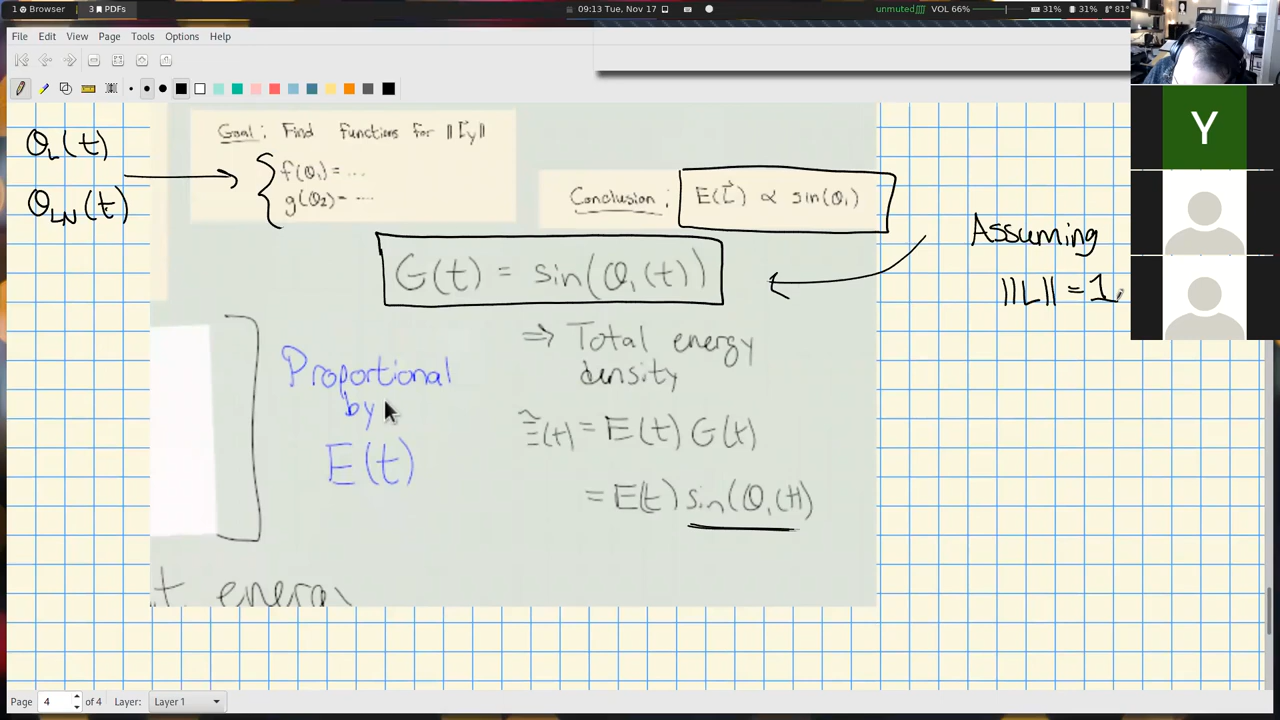 1 Browser 3 PDFs 09:13 Tue, Nov 17 unmuted VOL 66% 31% 31% 81°
File Edit View Page Tools Options Help
Goal: Find Functions for ||L⃗y||
f(θ₁) = ...
g(θ₂) = ...
θL(t)
θLN(t)
Conclusion: E(L⃗) ∝ sin(θ₁)
G(t) = sin(θ₁(t))
Assuming
||L|| = 1,
Y
⇒ Total energy
density
Proportional
by
E(t)
Ξ̃(t) = E(t) G(t)
= E(t) sin(θ₁(t))
t energy
Page 4 of 4 Layer: Layer 1